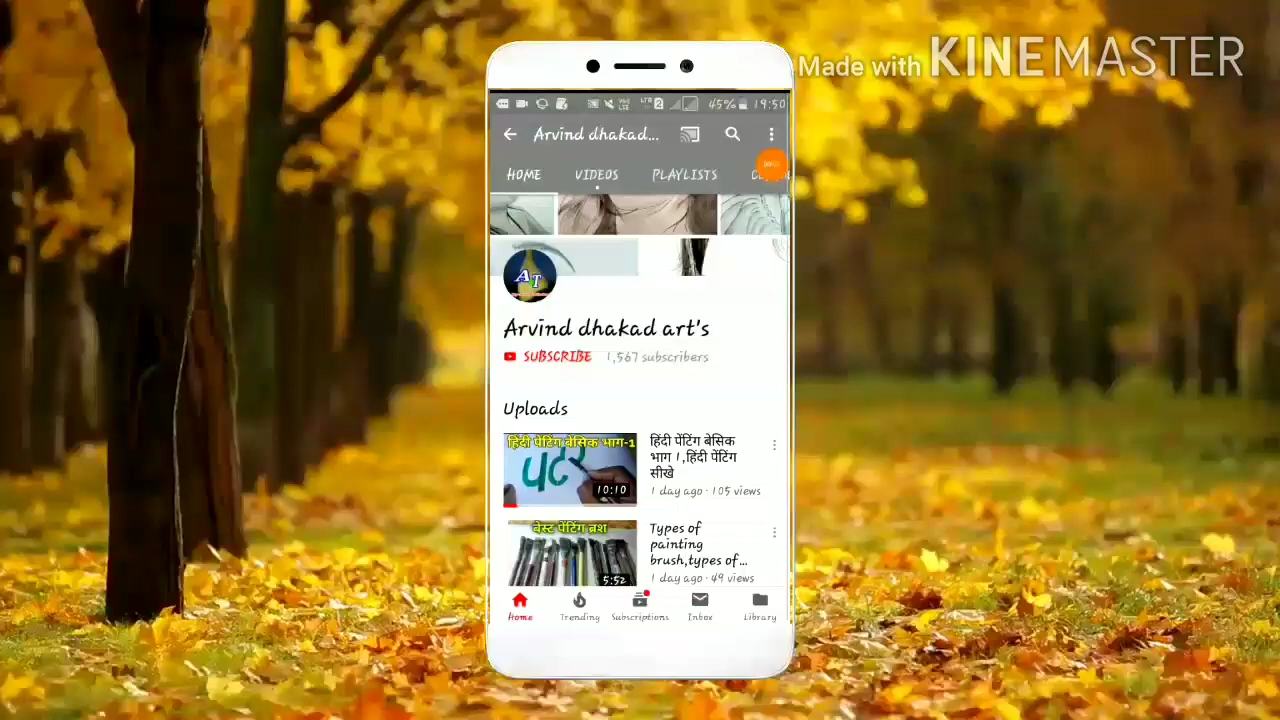 Made with KINEMASTER
45% 19:50
Arvind dhakad...
HOME VIDEOS PLAYLISTS
AT
Arvind dhakad art's
SUBSCRIBE 1,567 subscribers
Uploads
हिंदी पेंटिंग बेसिक भाग-1
10:10
हिंदी पेंटिंग बेसिक
भाग 1,हिंदी पेंटिंग
सीखे
1 day ago · 105 views
बेस्ट पेंटिंग ब्रश
5:52
Types of
painting
brush,types of...
1 day ago · 49 views
Home Trending Subscriptions Inbox Library